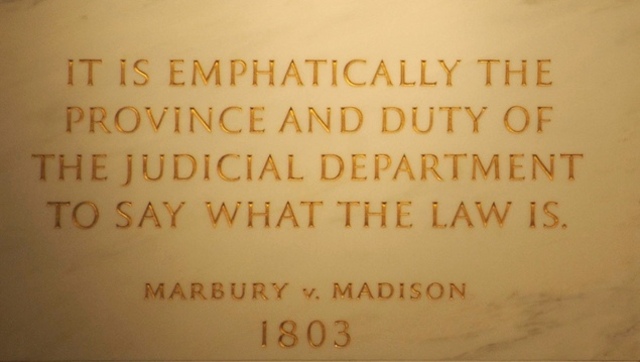 IT IS EMPHATICALLY THE
PROVINCE AND DUTY OF
THE JUDICIAL DEPARTMENT
TO SAY WHAT THE LAW IS.
MARBURY v. MADISON
1803